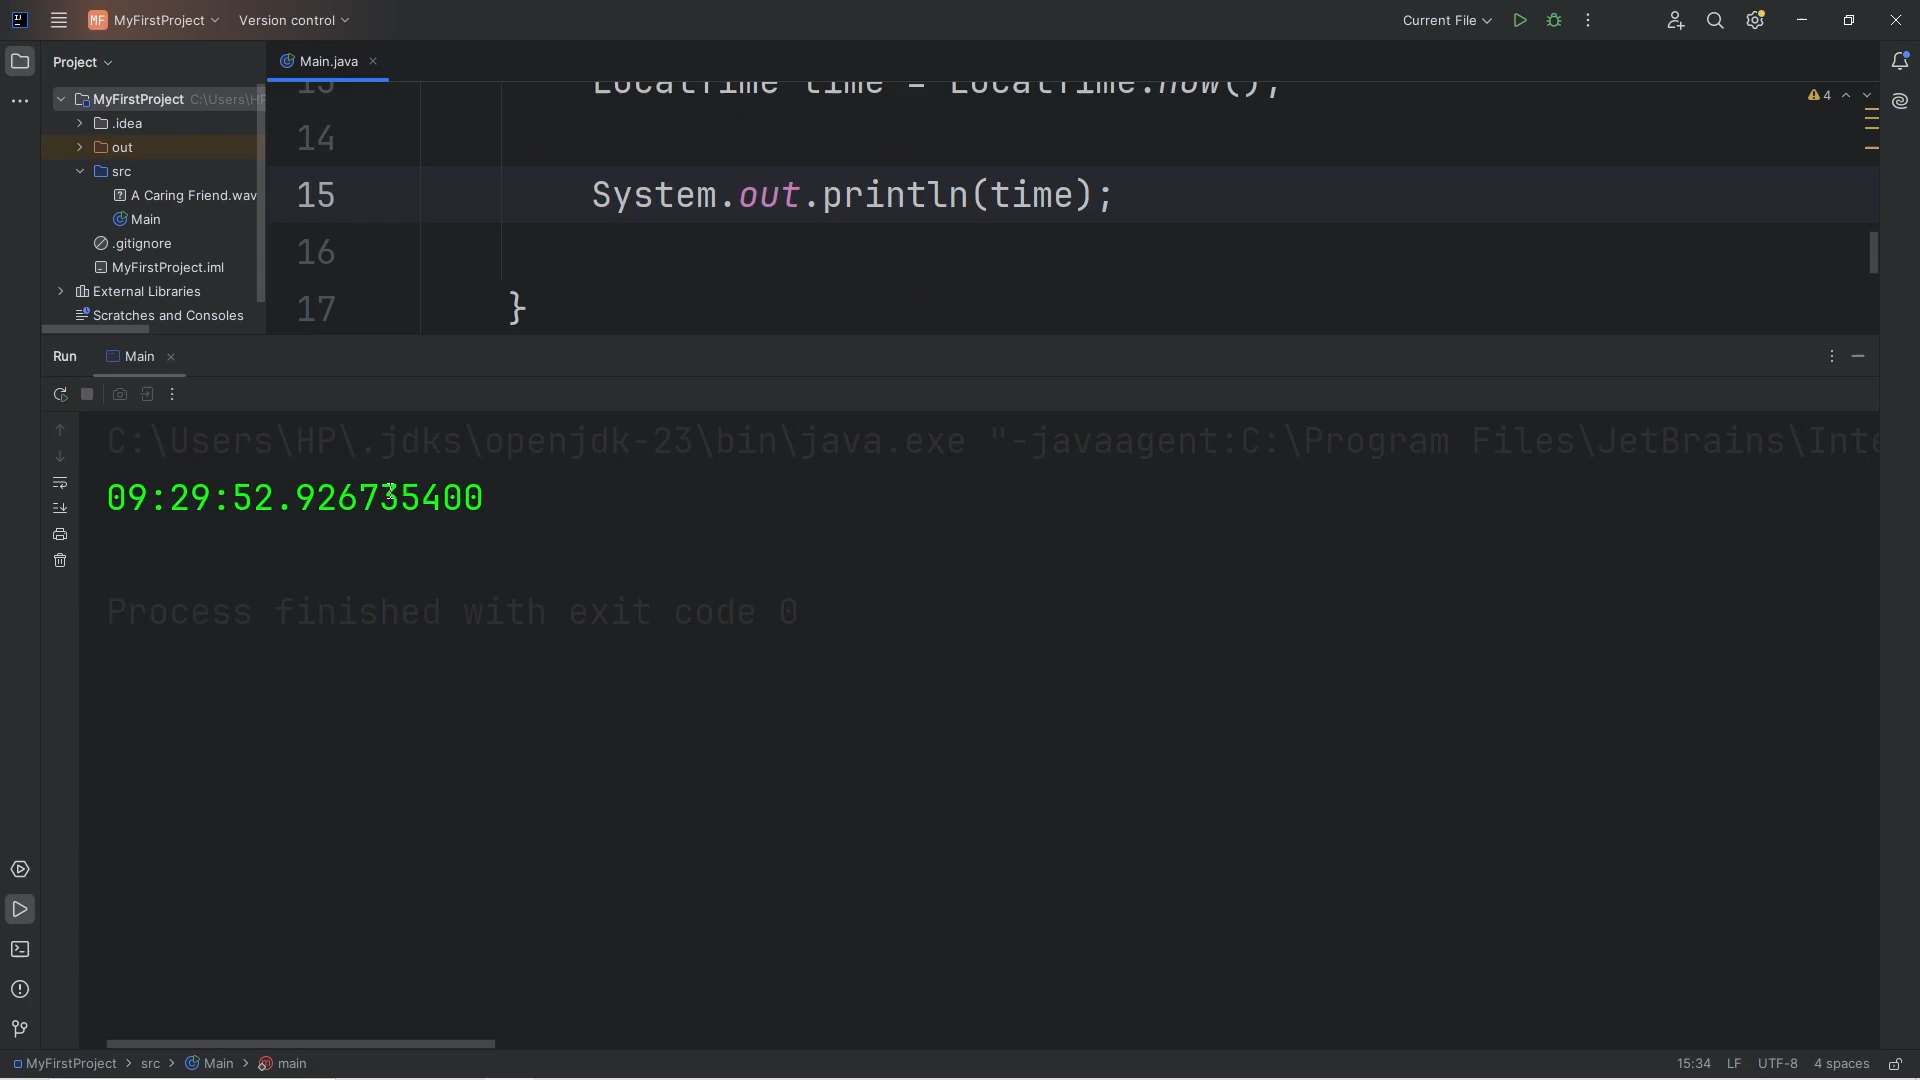 MF MyFirstProject Version control Current File
Project Main.java
MyFirstProject C:\Users\HP
.idea
out
src
A Caring Friend.wav
Main
.gitignore
MyFirstProject.iml
External Libraries
Scratches and Consoles
13 LocalTime time = LocalTime.now();
4
14
15 System.out.println(time);
16
17 }
Run Main
C:\Users\HP\.jdks\openjdk-23\bin\java.exe "-javaagent:C:\Program Files\JetBrains\Inte
09:29:52.926735400
Process finished with exit code 0
MyFirstProject > src > Main > main 15:34 LF UTF-8 4 spaces